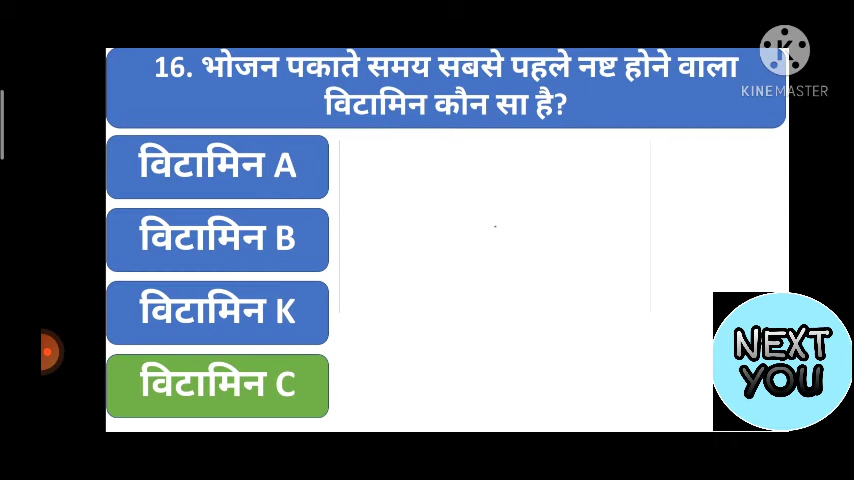 16. भोजन पकाते समय सबसे पहले नष्ट होने वाला
विटामिन कौन सा है?
K
KINEMASTER
विटामिन A
विटामिन B
विटामिन K
विटामिन C
NEXT
YOU